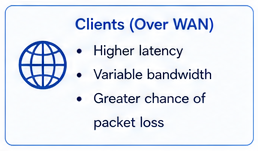 Clients (Over WAN)
• Higher latency
• Variable bandwidth
• Greater chance of
packet loss